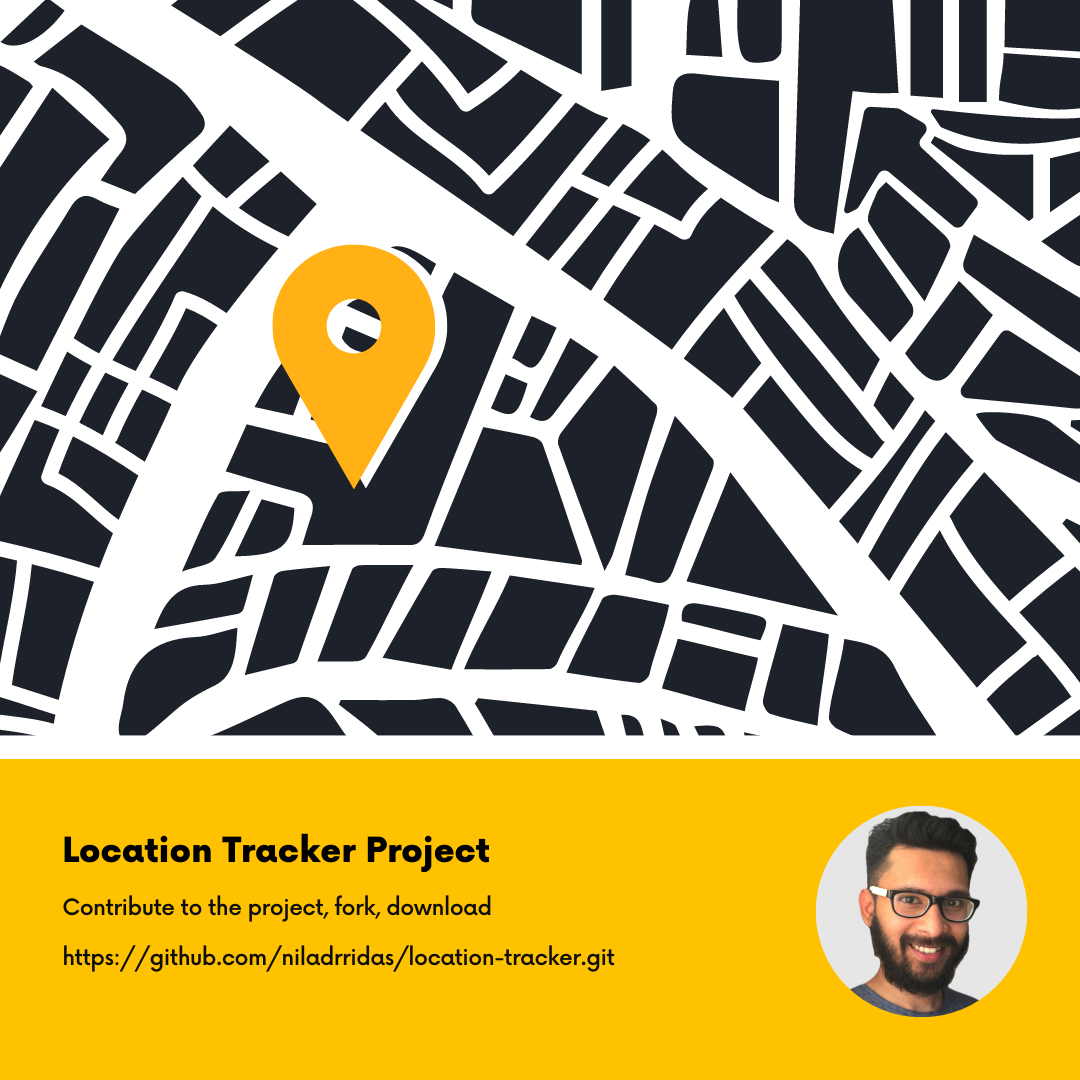 Location Tracker Project
Contribute to the project, fork, download
https://github.com/niladrridas/location-tracker.git